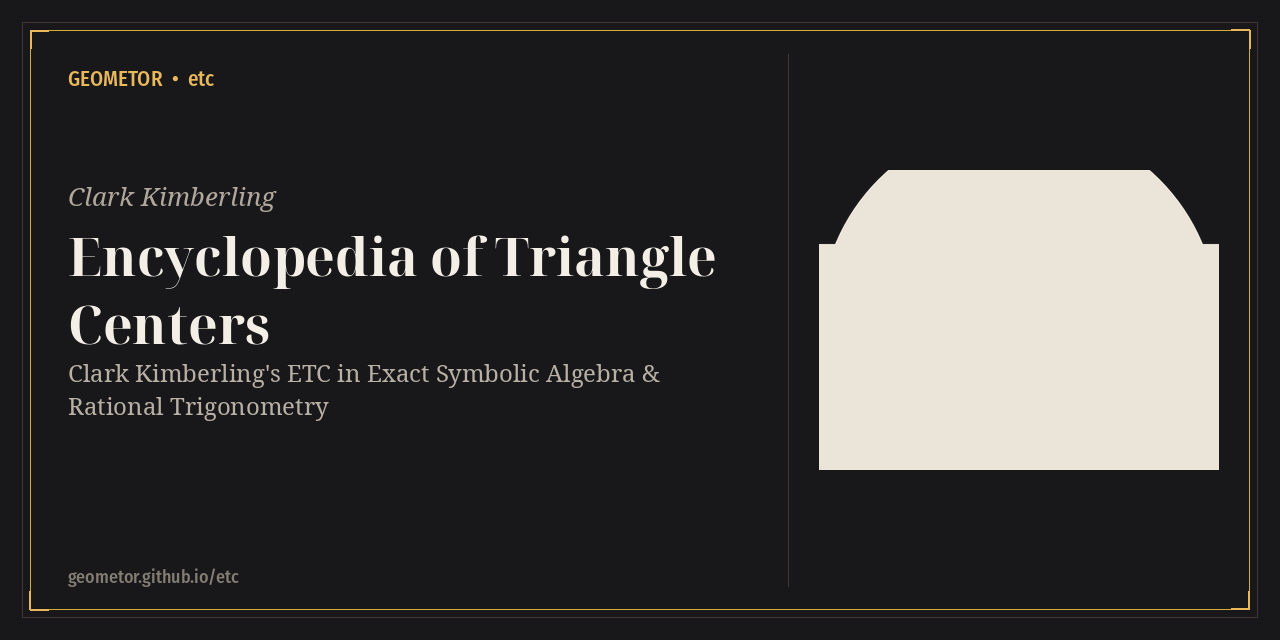 GEOMETOR • etc
Clark Kimberling
Encyclopedia of Triangle
Centers
Clark Kimberling's ETC in Exact Symbolic Algebra &
Rational Trigonometry
geometor.github.io/etc